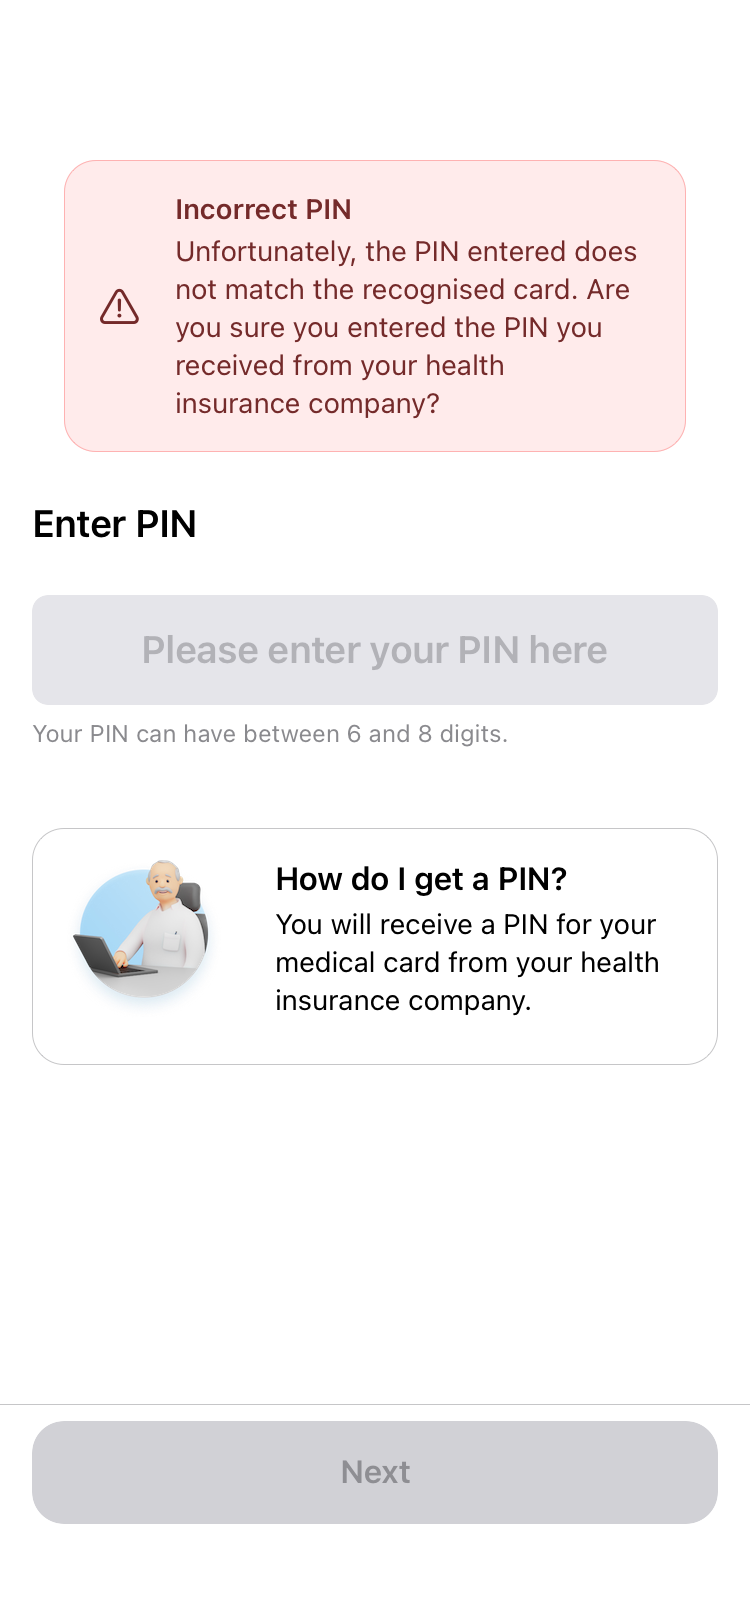 Incorrect PIN
Unfortunately, the PIN entered does
not match the recognised card. Are
you sure you entered the PIN you
received from your health
insurance company?
Enter PIN
Please enter your PIN here
Your PIN can have between 6 and 8 digits.
How do I get a PIN?
You will receive a PIN for your
medical card from your health
insurance company.
Next